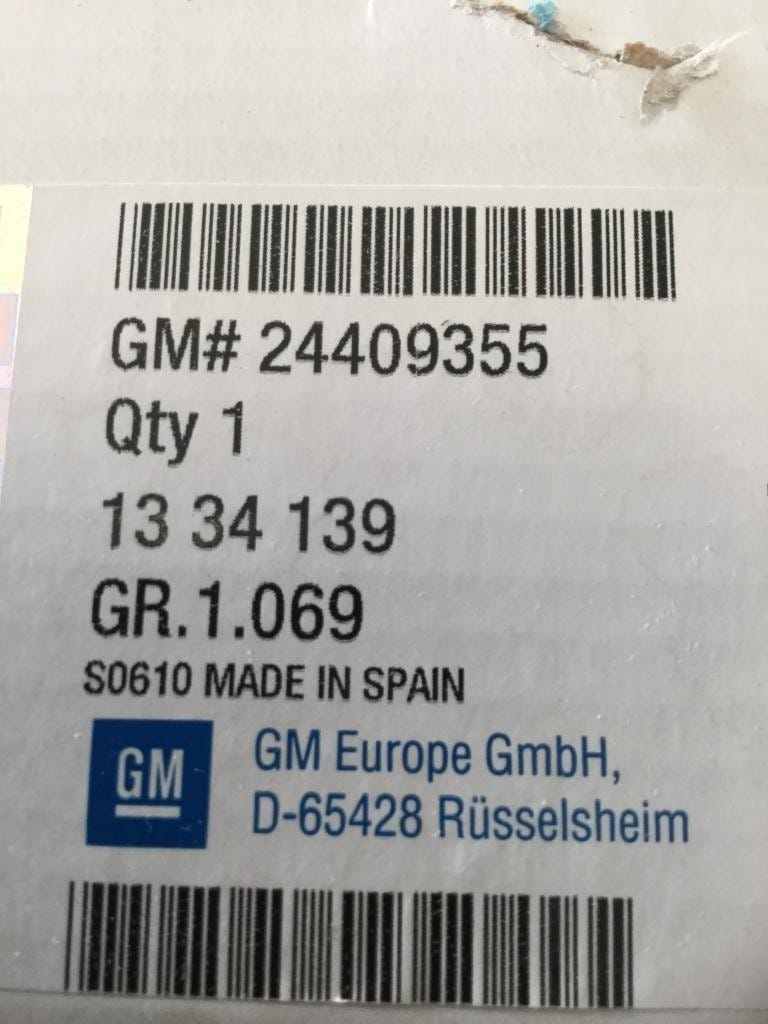 GM# 24409355
Qty 1
13 34 139
GR.1.069
S0610 MADE IN SPAIN
GM
GM Europe GmbH,
D-65428 Rüsselsheim